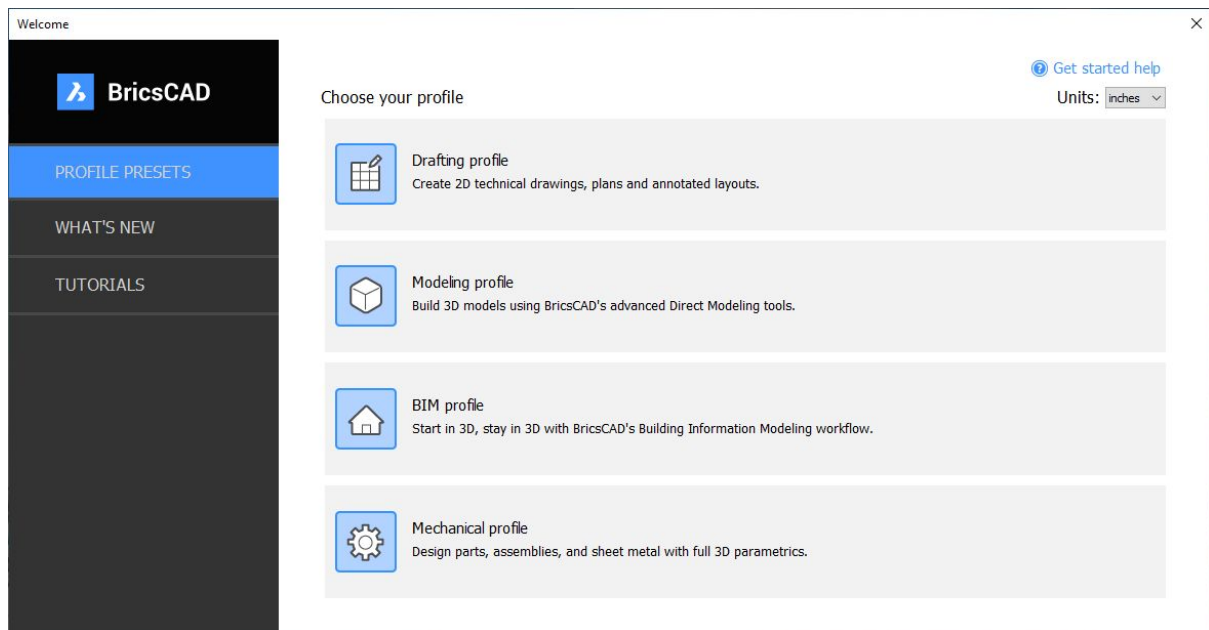 Welcome
BricsCAD
PROFILE PRESETS
WHAT'S NEW
TUTORIALS
Get started help
Choose your profile
Units: inches
Drafting profile
Create 2D technical drawings, plans and annotated layouts.
Modeling profile
Build 3D models using BricsCAD's advanced Direct Modeling tools.
BIM profile
Start in 3D, stay in 3D with BricsCAD's Building Information Modeling workflow.
Mechanical profile
Design parts, assemblies, and sheet metal with full 3D parametrics.